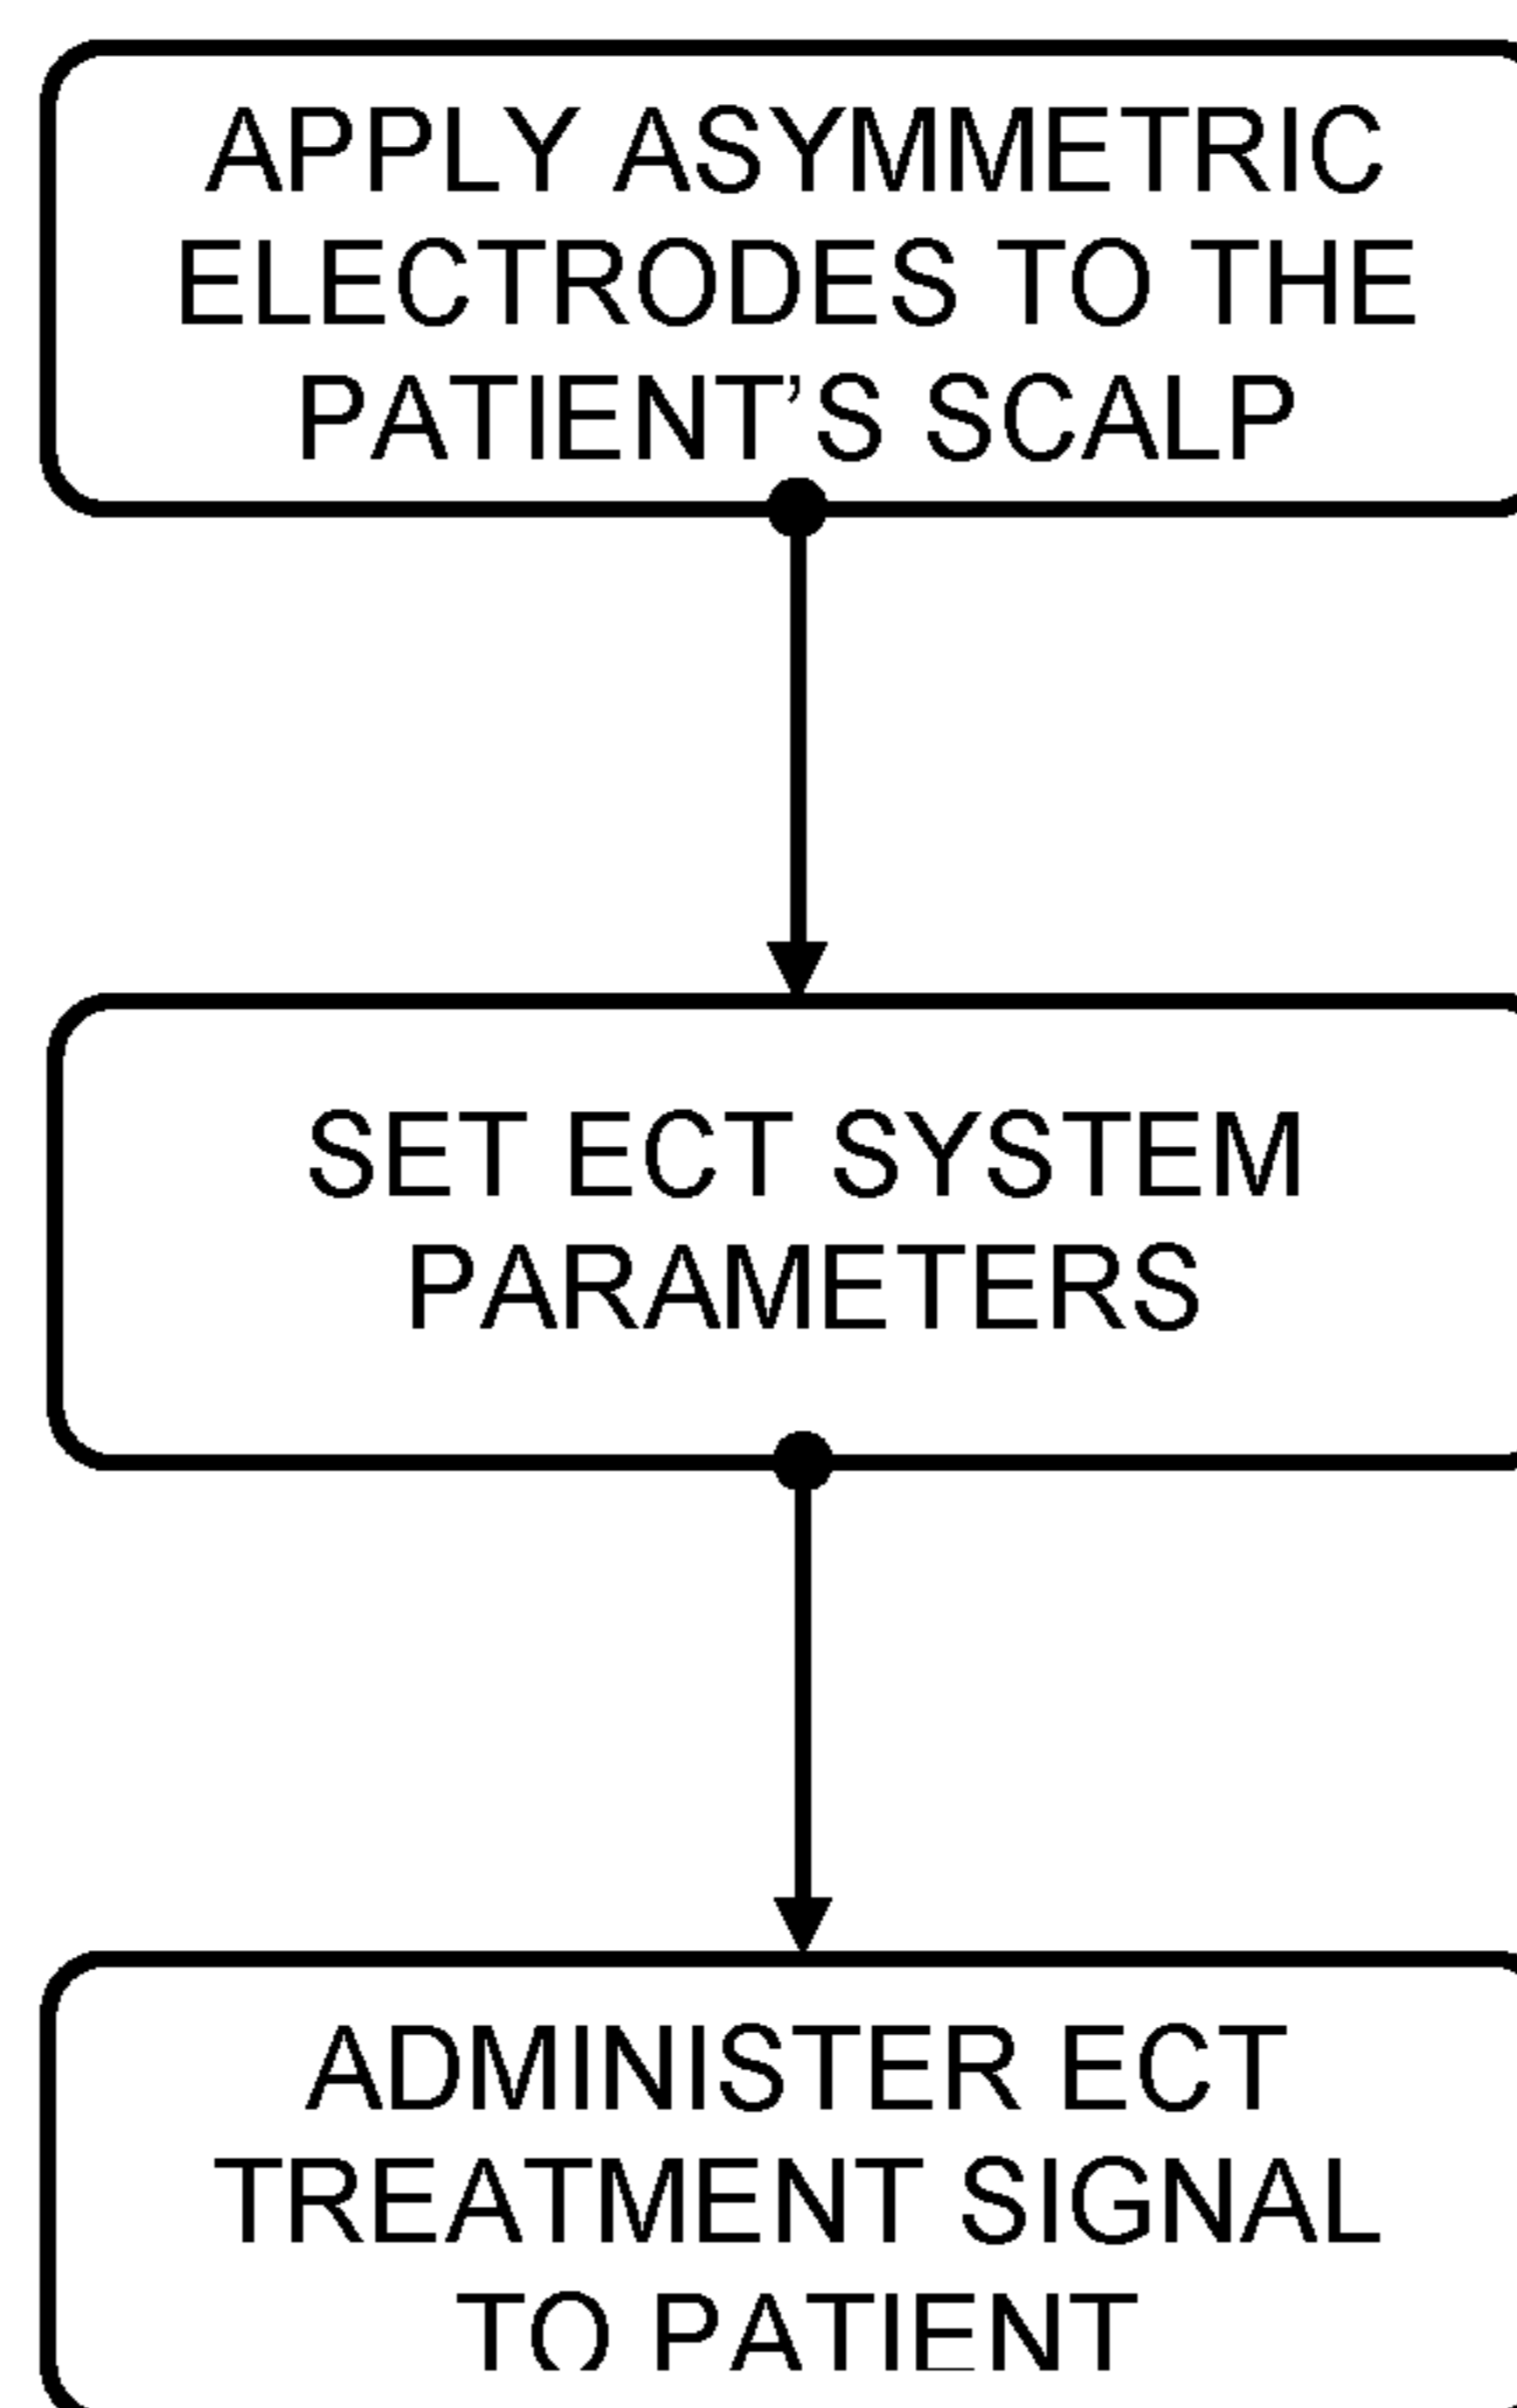 APPLY ASYMMETRIC
ELECTRODES TO THE
PATIENT’S SCALP
SET ECT SYSTEM
PARAMETERS
ADMINISTER ECT
TREATMENT SIGNAL
TO PATIENT